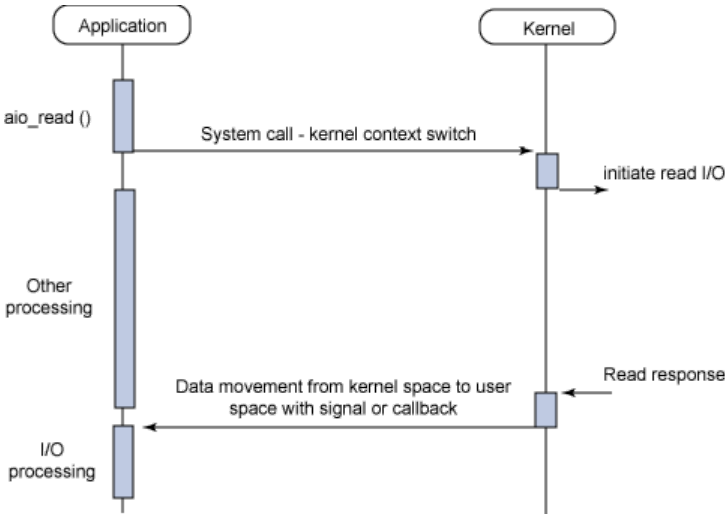 Application
Kernel
aio_read ()
System call - kernel context switch
initiate read I/O
Other
processing
Read response
Data movement from kernel space to user
space with signal or callback
I/O
processing